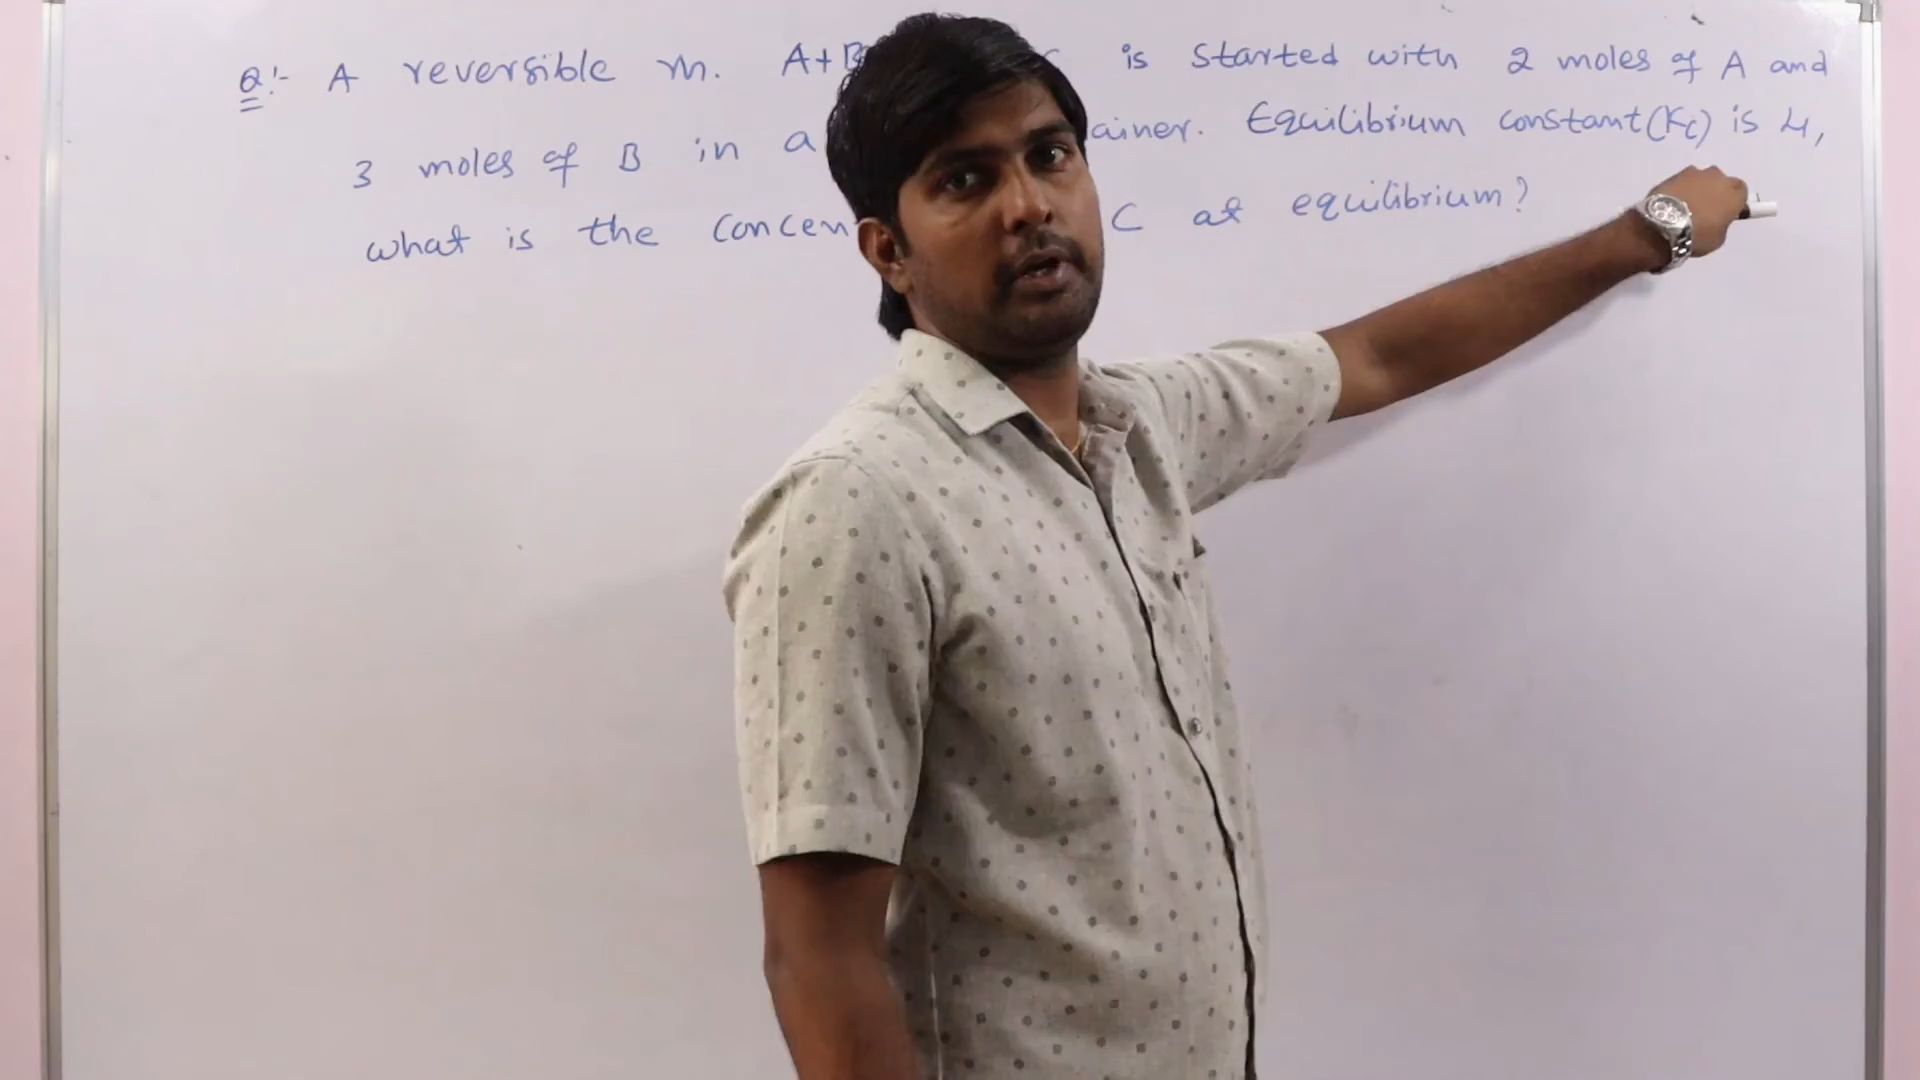 Q:- A reversible rn. A+B is started with 2 moles of A and
3 moles of B in a ainer. Equilibrium constant (Kc) is 4,
what is the concen C at equilibrium?